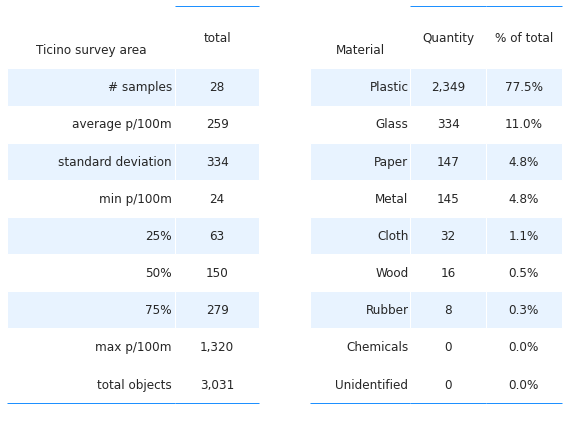 total
Ticino survey area
# samples 28
average p/100m 259
standard deviation 334
min p/100m 24
25% 63
50% 150
75% 279
max p/100m 1,320
total objects 3,031
Quantity % of total
Material
Plastic 2,349 77.5%
Glass 334 11.0%
Paper 147 4.8%
Metal 145 4.8%
Cloth 32 1.1%
Wood 16 0.5%
Rubber 8 0.3%
Chemicals 0 0.0%
Unidentified 0 0.0%